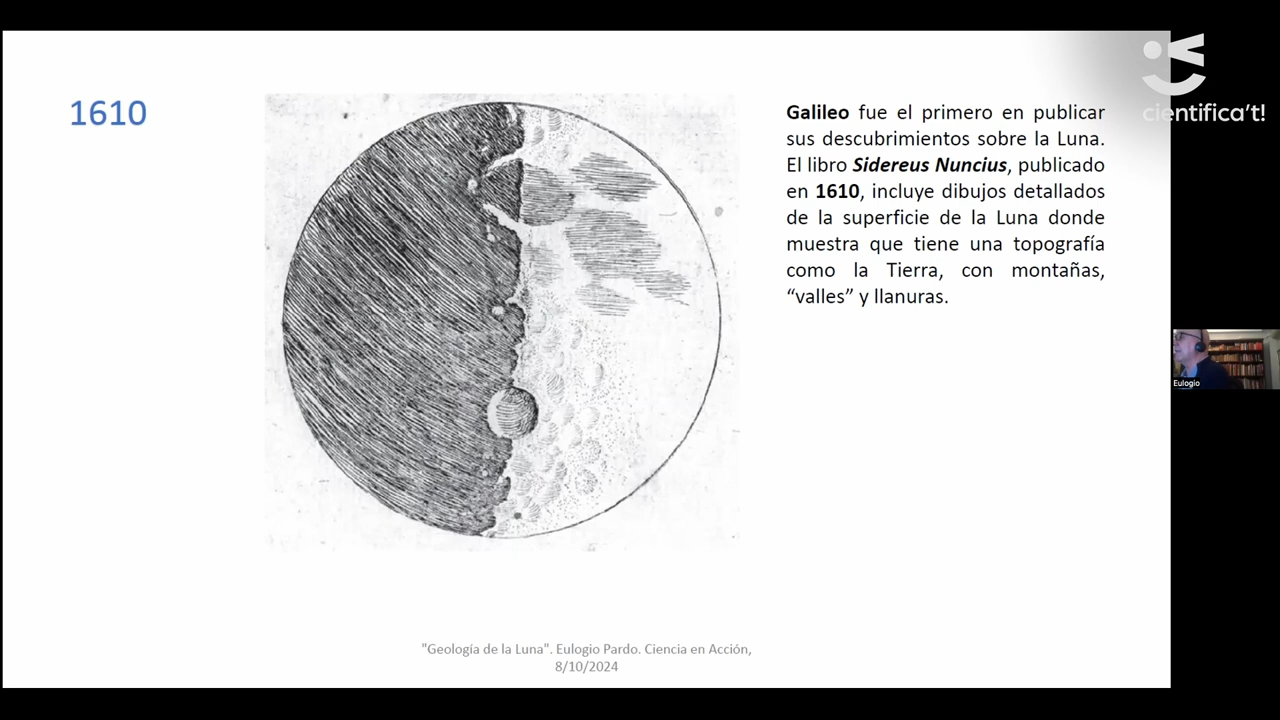 1610
Galileo fue el primero en publicar
sus descubrimientos sobre la Luna.
El libro Sidereus Nuncius, publicado
en 1610, incluye dibujos detallados
de la superficie de la Luna donde
muestra que tiene una topografía
como la Tierra, con montañas,
“valles” y llanuras.
cientifica't!
Eulogio
"Geología de la Luna". Eulogio Pardo. Ciencia en Acción,
8/10/2024